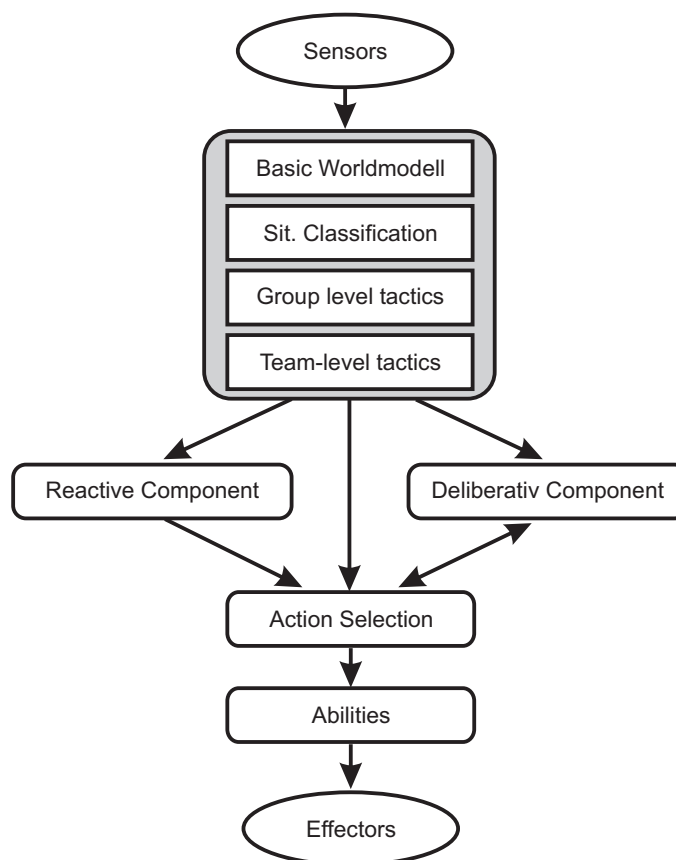 Sensors
Basic Worldmodell
Sit. Classification
Group level tactics
Team-level tactics
Reactive Component
Deliberativ Component
Action Selection
Abilities
Effectors